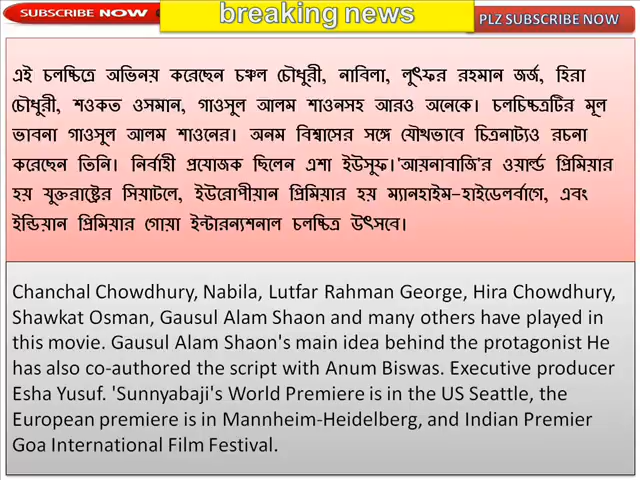 SUBSCRIBE NOW
breaking news
PLZ SUBSCRIBE NOW
এই চলচ্চিত্রে অভিনয় করেছেন চঞ্চল চৌধুরী, নাবিলা, লুৎফর রহমান জর্জ, হিরা
চৌধুরী, শওকত ওসমান, গাওসুল আলম শাওনসহ আরও অনেকে। চলচ্চিত্রটির মূল
ভাবনা গাওসুল আলম শাওনের। অনম বিশ্বাসের সঙ্গে যৌথভাবে চিত্রনাট্যও রচনা
করেছেন তিনি। নির্বাহী প্রযোজক ছিলেন এশা ইউসুফ। 'আয়নাবাজি'র ওয়ার্ল্ড প্রিমিয়ার
হয় যুক্তরাষ্ট্রের সিয়াটলে, ইউরোপীয়ান প্রিমিয়ার হয় ম্যানহাইম-হাইডেলবার্গে, এবং
ইন্ডিয়ান প্রিমিয়ার গোয়া ইন্টারন্যশনাল চলচ্চিত্র উৎসবে।
Chanchal Chowdhury, Nabila, Lutfar Rahman George, Hira Chowdhury,
Shawkat Osman, Gausul Alam Shaon and many others have played in
this movie. Gausul Alam Shaon's main idea behind the protagonist He
has also co-authored the script with Anum Biswas. Executive producer
Esha Yusuf. 'Sunnyabaji's World Premiere is in the US Seattle, the
European premiere is in Mannheim-Heidelberg, and Indian Premier
Goa International Film Festival.